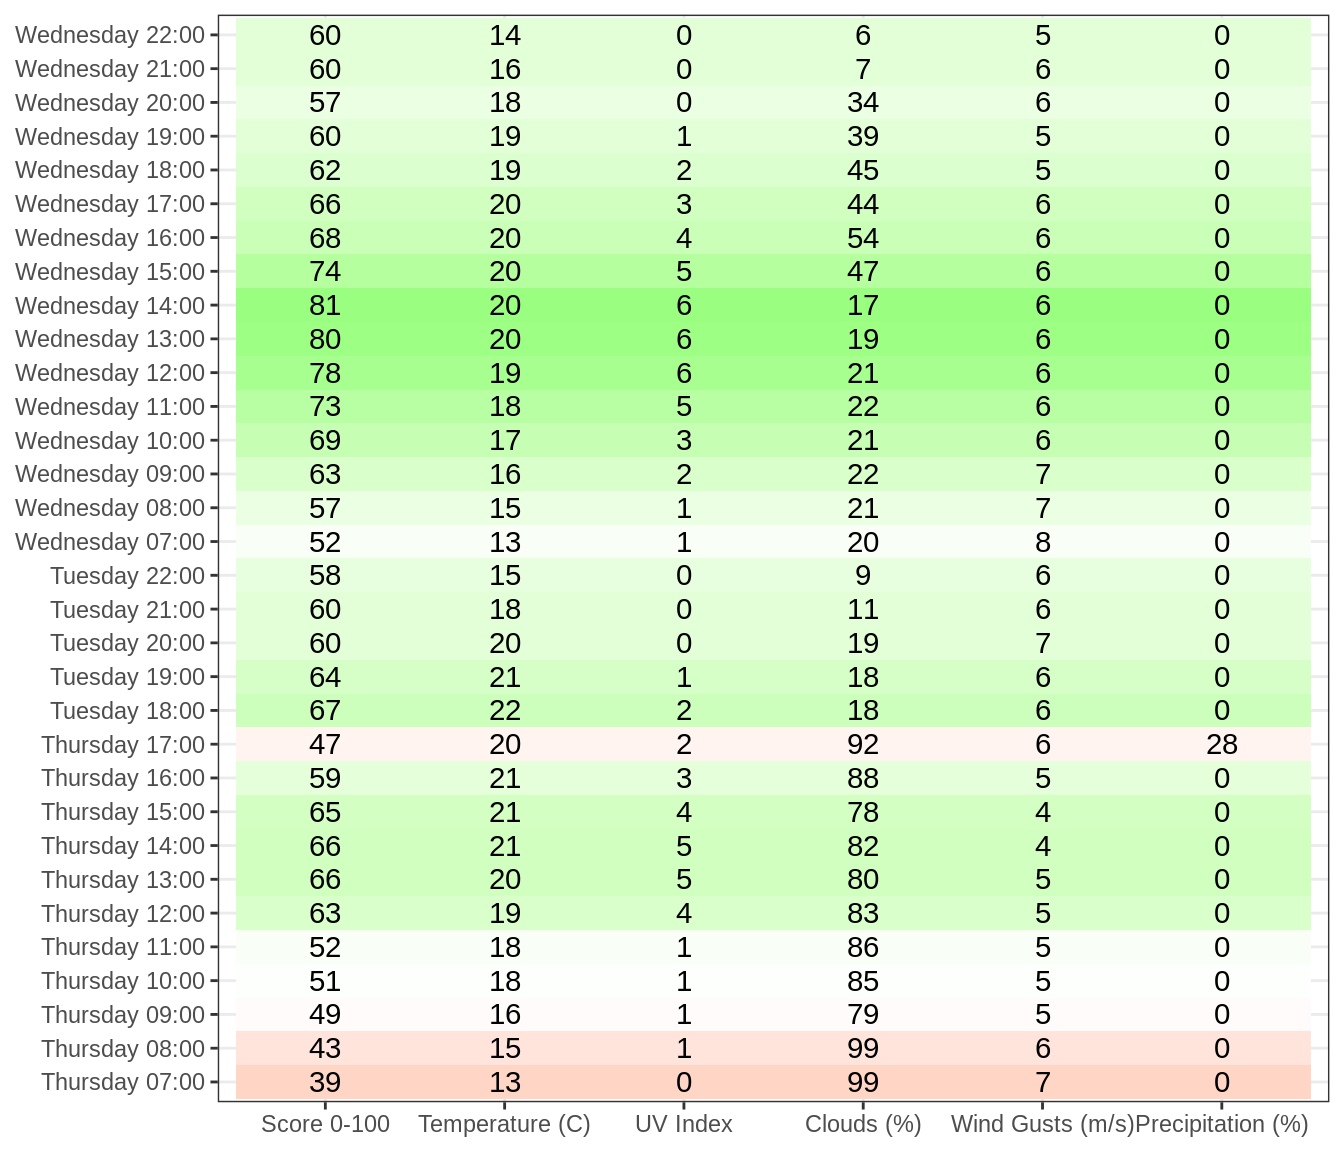 Wednesday 22:00 60 14 0 6 5 0
Wednesday 21:00 60 16 0 7 6 0
Wednesday 20:00 57 18 0 34 6 0
Wednesday 19:00 60 19 1 39 5 0
Wednesday 18:00 62 19 2 45 5 0
Wednesday 17:00 66 20 3 44 6 0
Wednesday 16:00 68 20 4 54 6 0
Wednesday 15:00 74 20 5 47 6 0
Wednesday 14:00 81 20 6 17 6 0
Wednesday 13:00 80 20 6 19 6 0
Wednesday 12:00 78 19 6 21 6 0
Wednesday 11:00 73 18 5 22 6 0
Wednesday 10:00 69 17 3 21 6 0
Wednesday 09:00 63 16 2 22 7 0
Wednesday 08:00 57 15 1 21 7 0
Wednesday 07:00 52 13 1 20 8 0
Tuesday 22:00 58 15 0 9 6 0
Tuesday 21:00 60 18 0 11 6 0
Tuesday 20:00 60 20 0 19 7 0
Tuesday 19:00 64 21 1 18 6 0
Tuesday 18:00 67 22 2 18 6 0
Thursday 17:00 47 20 2 92 6 28
Thursday 16:00 59 21 3 88 5 0
Thursday 15:00 65 21 4 78 4 0
Thursday 14:00 66 21 5 82 4 0
Thursday 13:00 66 20 5 80 5 0
Thursday 12:00 63 19 4 83 5 0
Thursday 11:00 52 18 1 86 5 0
Thursday 10:00 51 18 1 85 5 0
Thursday 09:00 49 16 1 79 5 0
Thursday 08:00 43 15 1 99 6 0
Thursday 07:00 39 13 0 99 7 0
Score 0-100 Temperature (C) UV Index Clouds (%) Wind Gusts (m/s) Precipitation (%)